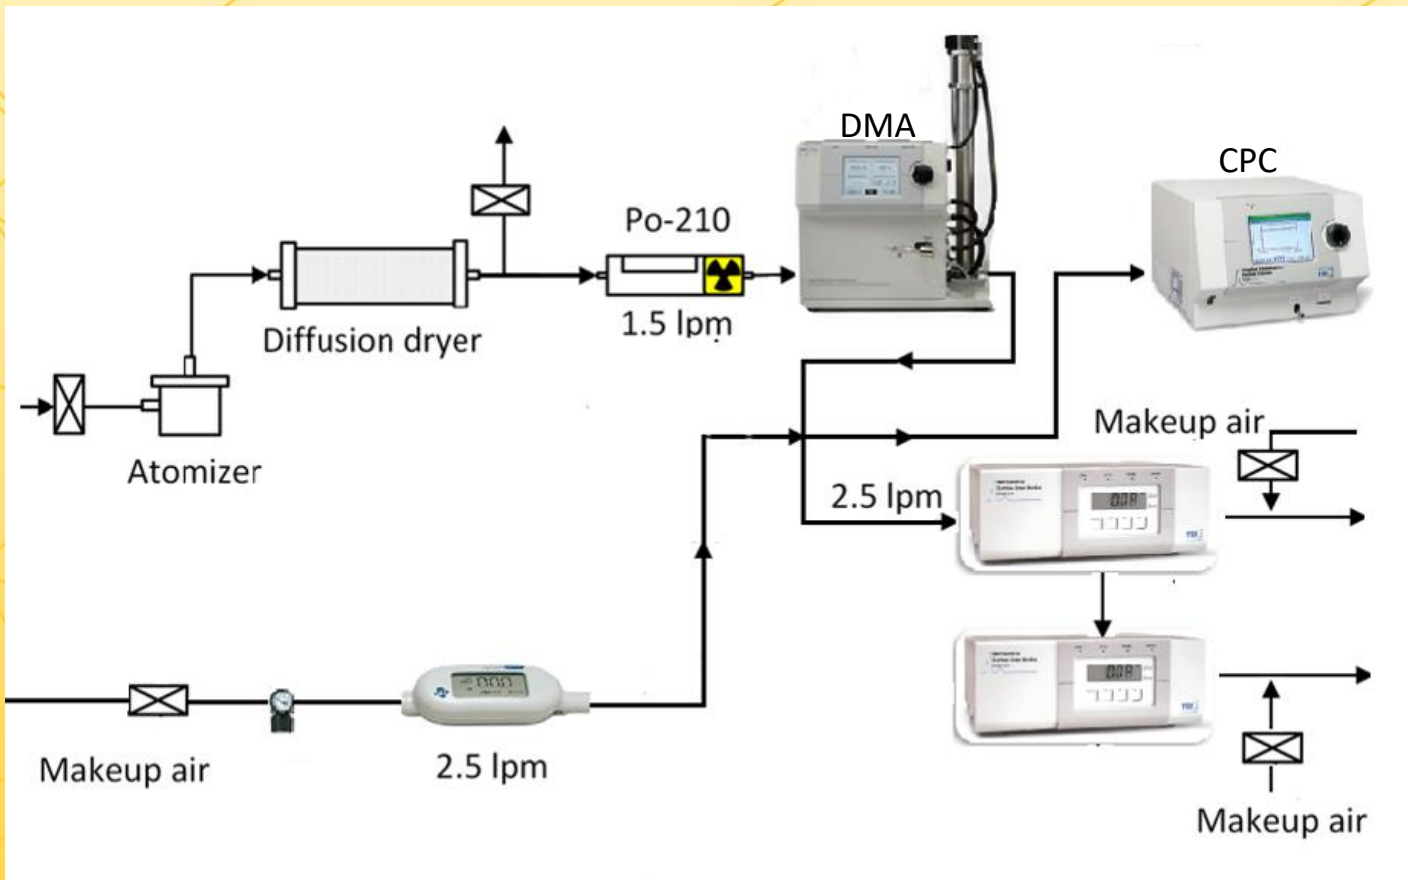 DMA
CPC
Po-210
1.5 lpm
Diffusion dryer
Atomizer
Makeup air
2.5 lpm
Makeup air
2.5 lpm
Makeup air